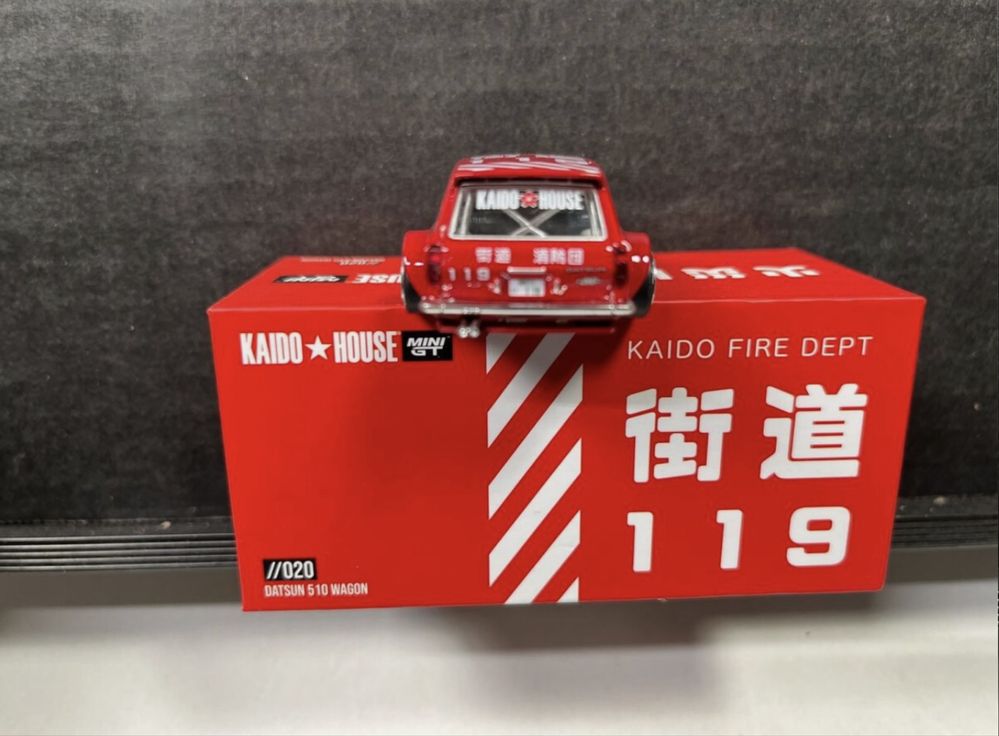 KAIDO★HOUSE
街道 消防団
119
KAIDO★HOUSE MINI GT
KAIDO FIRE DEPT
街道
119
//020
DATSUN 510 WAGON